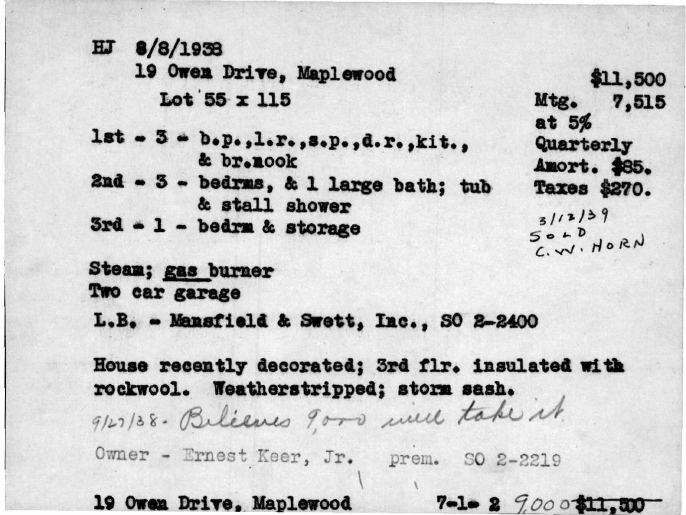 HJ 8/8/1938
19 Owen Drive, Maplewood $11,500
Lot 55 x 115 Mtg. 7,515
at 5%
1st - 3 - b.p.,l.r.,s.p.,d.r.,kit., Quarterly
& br.nook Amort. $85.
2nd - 3 - bedrms, & 1 large bath; tub Taxes $270.
& stall shower
3/12/39
3rd - 1 - bedrm & storage
SOLD
C.W. HORN
Steam; gas burner
Two car garage
L.B. - Mansfield & Swett, Inc., SO 2-2400
House recently decorated; 3rd flr. insulated with
rockwool. Weatherstripped; storm sash.
9/27/38 - Believes 9,000 will take it
Owner - Ernest Keer, Jr. prem. SO 2-2219
19 Owen Drive, Maplewood 7-1- 2 9,000 $11,500